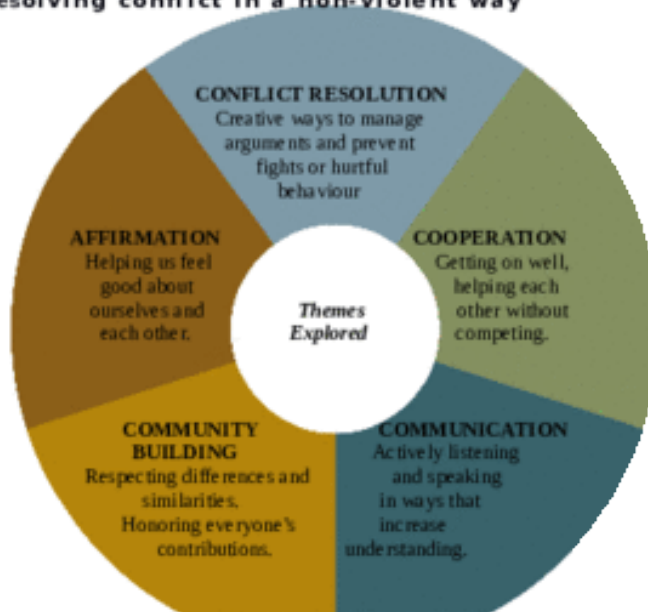 esolving conflict in a non-violent way
CONFLICT RESOLUTION
Creative ways to manage
arguments and prevent
fights or hurtful
behaviour
AFFIRMATION
Helping us feel
good about
ourselves and
each other.
COOPERATION
Getting on well,
helping each
other without
competing.
Themes
Explored
COMMUNITY
BUILDING
Respecting differences and
similarities.
Honoring everyone's
contributions.
COMMUNICATION
Actively listening
and speaking
in ways that
increase
understanding.